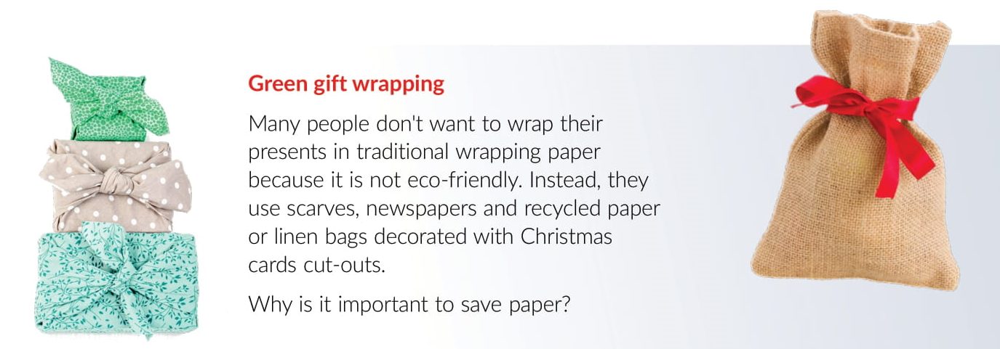 Green gift wrapping
Many people don't want to wrap their
presents in traditional wrapping paper
because it is not eco-friendly. Instead, they
use scarves, newspapers and recycled paper
or linen bags decorated with Christmas
cards cut-outs.
Why is it important to save paper?